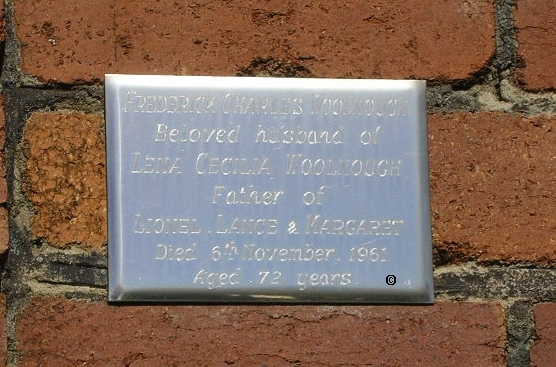 FREDERICK CHARLES WOOLNOUGH
Beloved husband of
LENA CECILIA WOOLNOUGH
Father of
LIONEL, LANCE & MARGARET
Died 6th November, 1961
Aged 72 years
©